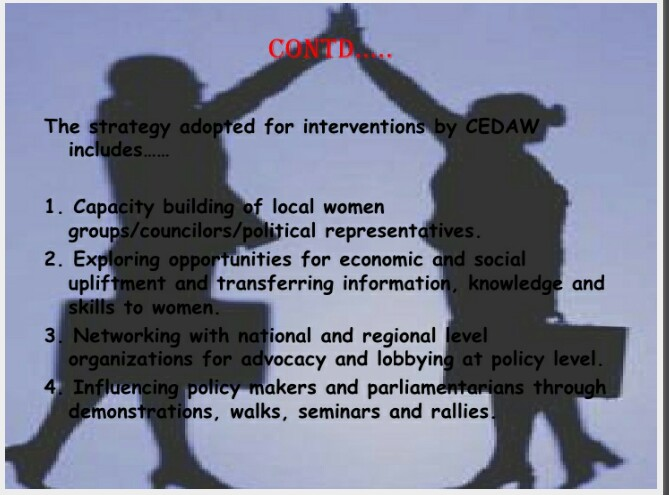 CONTD.....
The strategy adopted for interventions by CEDAW
includes......
1. Capacity building of local women
groups/councilors/political representatives.
2. Exploring opportunities for economic and social
upliftment and transferring information, knowledge and
skills to women.
3. Networking with national and regional level
organizations for advocacy and lobbying at policy level.
4. Influencing policy makers and parliamentarians through
demonstrations, walks, seminars and rallies.